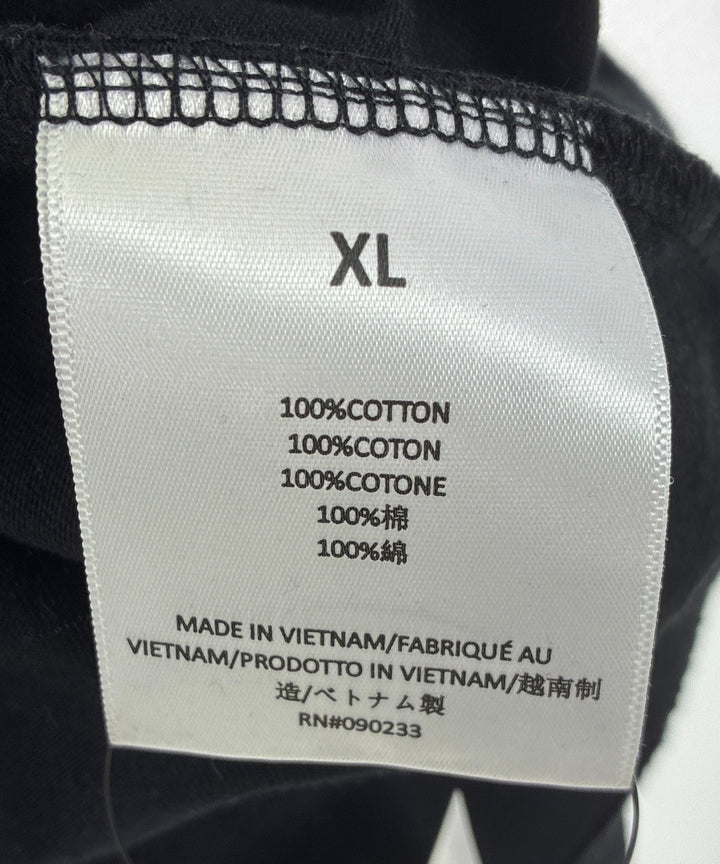 XL
100%COTTON
100%COTON
100%COTONE
100%棉
100%綿
MADE IN VIETNAM/FABRIQUÉ AU
VIETNAM/PRODOTTO IN VIETNAM/越南制
造/ベトナム製
RN#090233